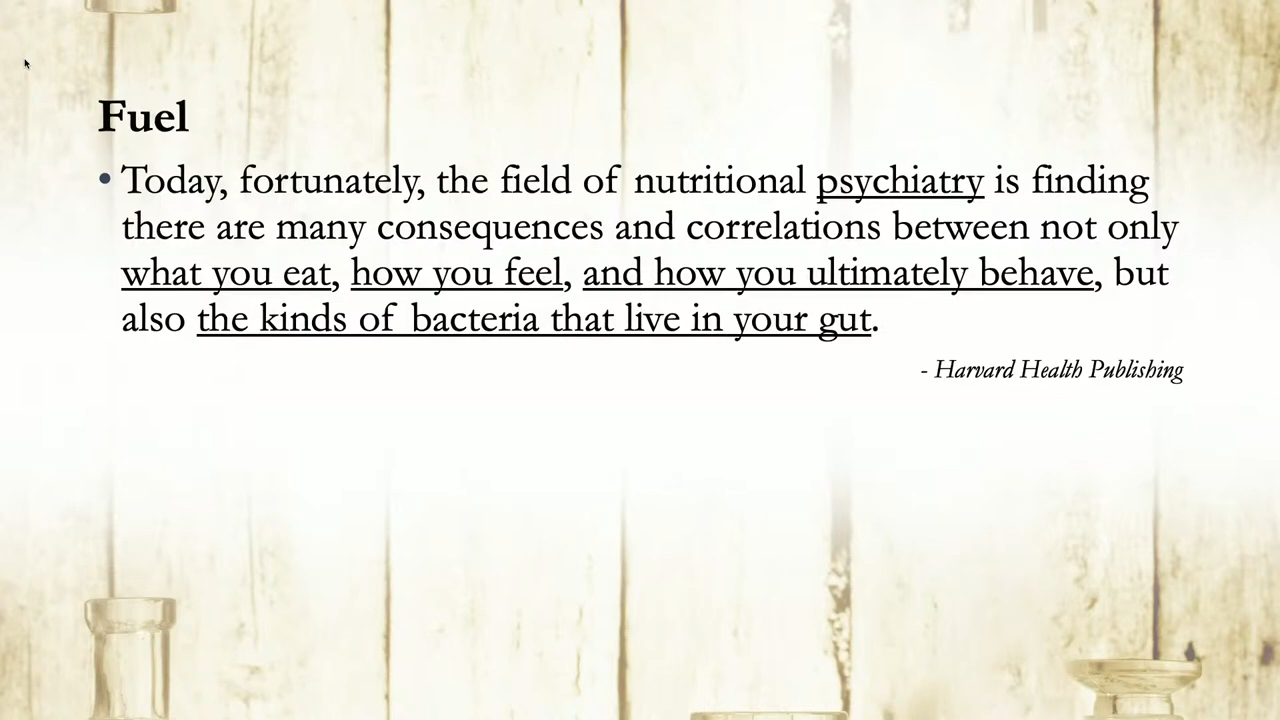 Fuel
• Today, fortunately, the field of nutritional psychiatry is finding
there are many consequences and correlations between not only
what you eat, how you feel, and how you ultimately behave, but
also the kinds of bacteria that live in your gut.
- Harvard Health Publishing